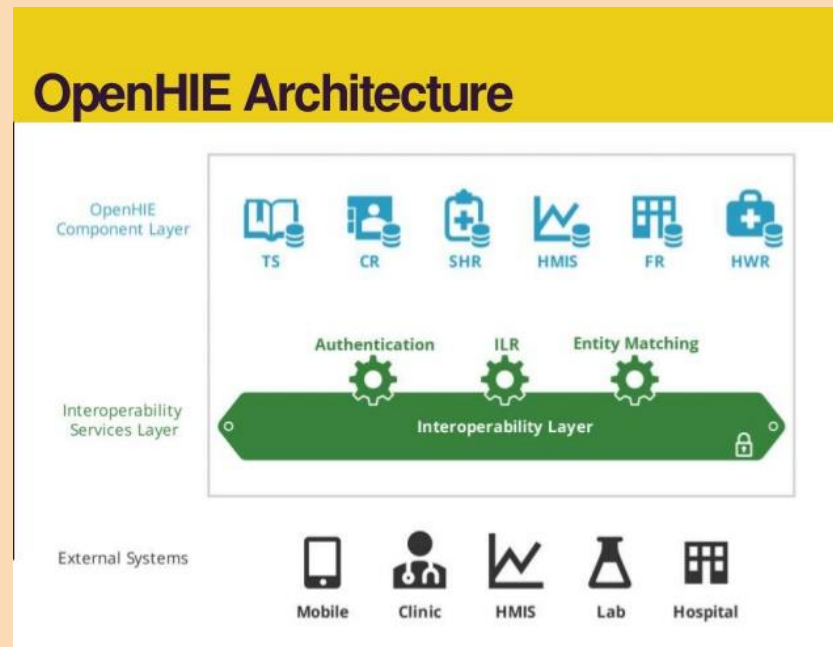 OpenHIE Architecture
OpenHIE
Component Layer
TS
CR
SHR
HMIS
FR
HWR
Authentication
ILR
Entity Matching
Interoperability
Services Layer
Interoperability Layer
External Systems
Mobile
Clinic
HMIS
Lab
Hospital